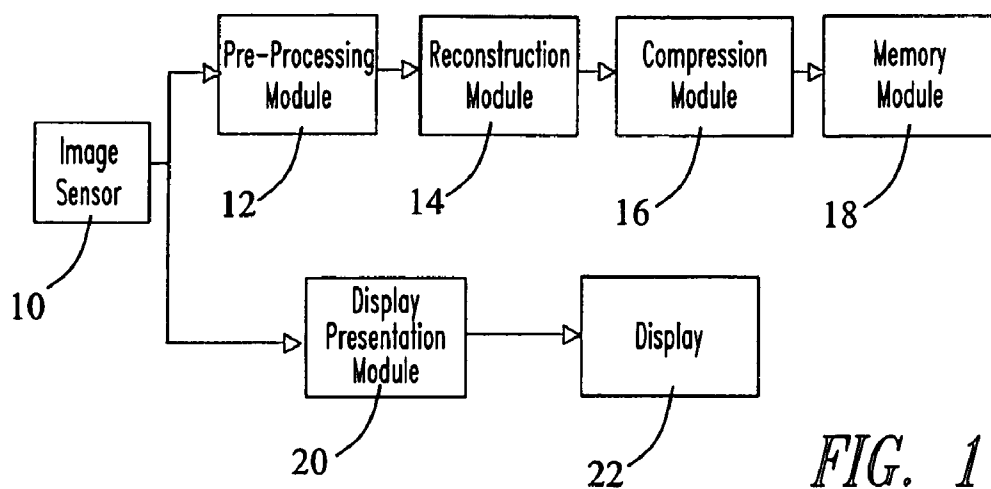 Pre-Processing
Module
Reconstruction
Module
Compression
Module
Memory
Module
Image
Sensor
12
14
16
18
10
Display
Presentation
Module
Display
20
22
FIG. 1